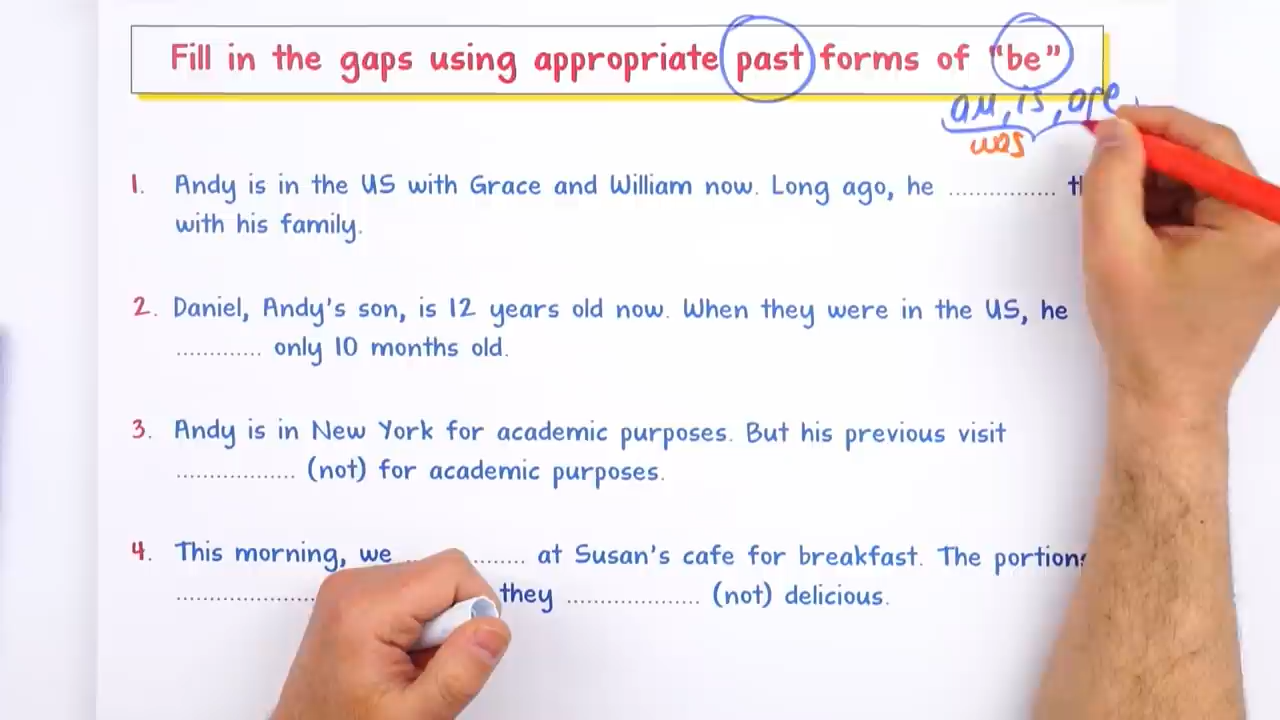 Fill in the gaps using appropriate past forms of "be"
am, is, are
was
1. Andy is in the US with Grace and William now. Long ago, he ................
with his family.
2. Daniel, Andy's son, is 12 years old now. When they were in the US, he
............. only 10 months old.
3. Andy is in New York for academic purposes. But his previous visit
.................. (not) for academic purposes.
4. This morning, we .................. at Susan's cafe for breakfast. The portions
..................... they .................... (not) delicious.